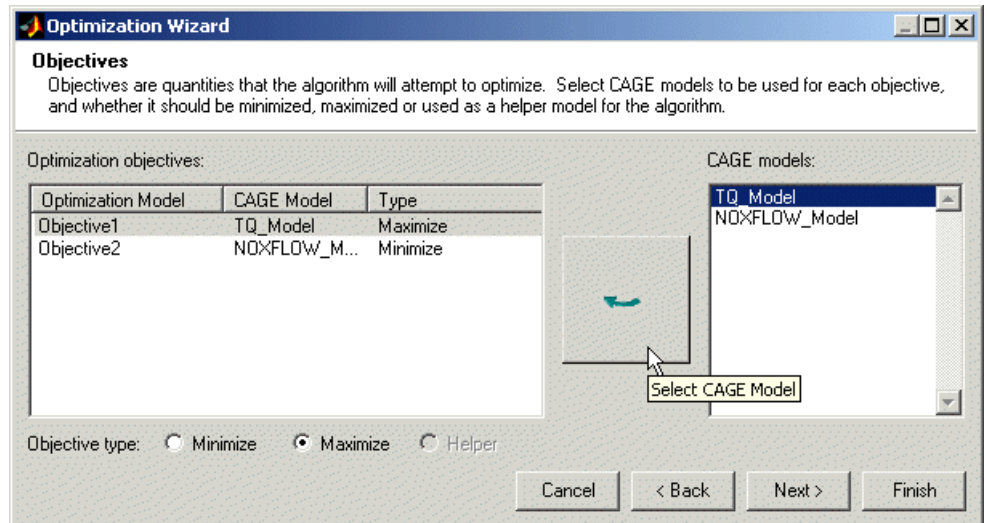 Optimization Wizard
Objectives
Objectives are quantities that the algorithm will attempt to optimize. Select CAGE models to be used for each objective,
and whether it should be minimized, maximized or used as a helper model for the algorithm.
Optimization objectives:
CAGE models:
Optimization Model CAGE Model Type
Objective1 TQ_Model Maximize
Objective2 NOXFLOW_M... Minimize
TQ_Model
NOXFLOW_Model
Select CAGE Model
Objective type: Minimize Maximize Helper
Cancel < Back Next > Finish